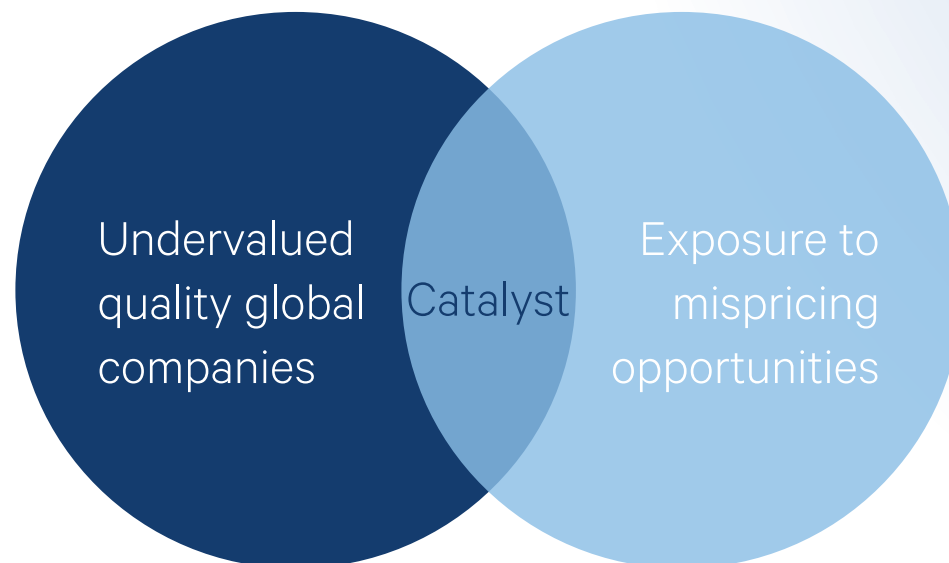 Undervalued
quality global
companies
Catalyst
Exposure to
mispricing
opportunities